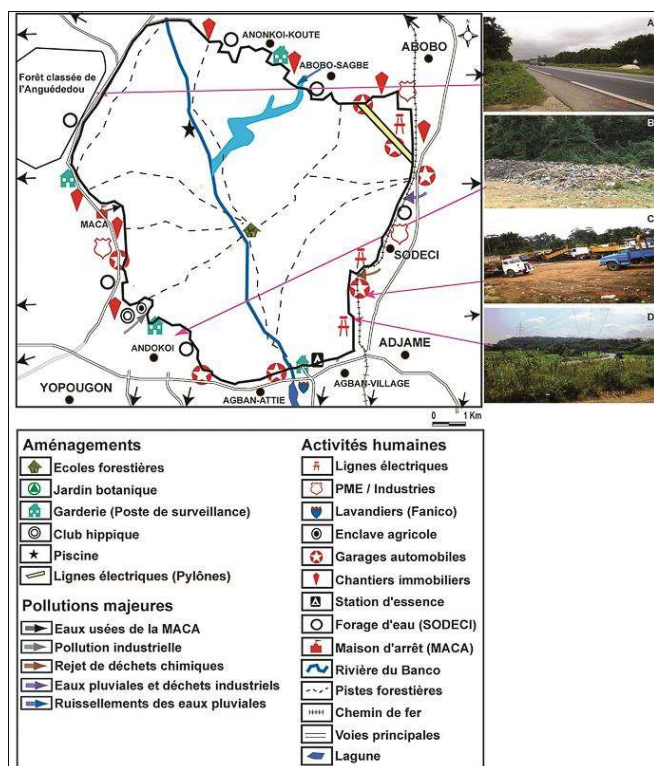 ANONKOI-KOUTE
ABOBO
ABOBO-SAGBE
Forêt classée de
l'Anguédedou
MACA
SODECI
ANDOKOI
ADJAME
YOPOUGON
AGBAN-ATTIE
AGBAN-VILLAGE
0 1 Km
A
B
C
D
Aménagements
Ecoles forestières
Jardin botanique
Garderie (Poste de surveillance)
Club hippique
Piscine
Lignes électriques (Pylônes)
Pollutions majeures
Eaux usées de la MACA
Pollution industrielle
Rejet de déchets chimiques
Eaux pluviales et déchets industriels
Ruissellements des eaux pluviales
Activités humaines
Lignes électriques
PME / Industries
Lavandiers (Fanico)
Enclave agricole
Garages automobiles
Chantiers immobiliers
Station d'essence
Forage d'eau (SODECI)
Maison d'arrêt (MACA)
Rivière du Banco
Pistes forestières
Chemin de fer
Voies principales
Lagune